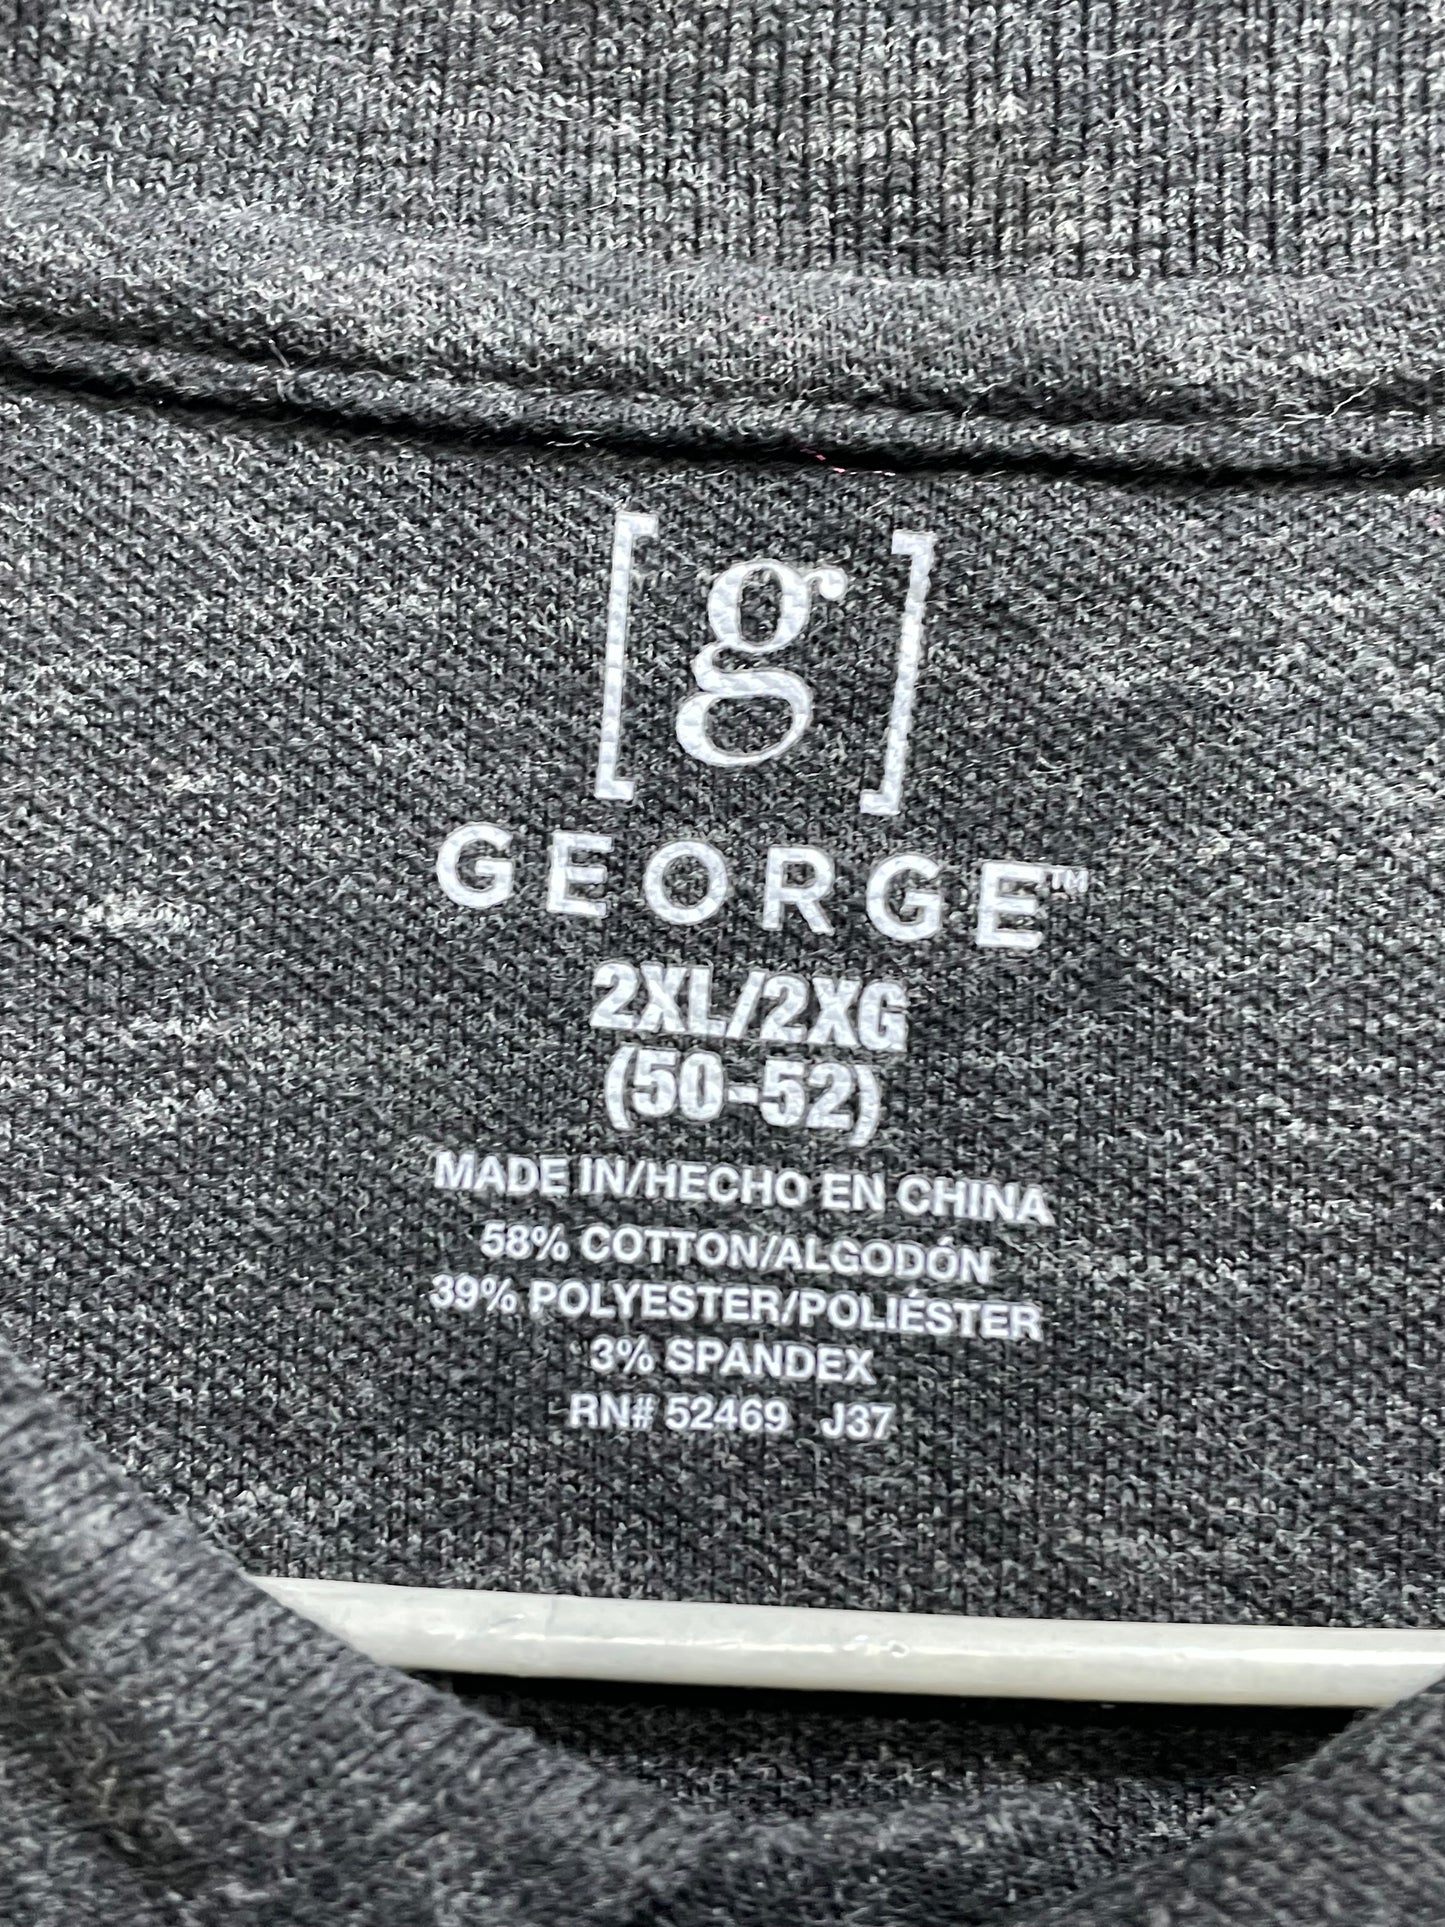 [g]
GEORGE™
2XL/2XG
(50-52)
MADE IN/HECHO EN CHINA
58% COTTON/ALGODÓN
39% POLYESTER/POLIÉSTER
3% SPANDEX
RN# 52469 J37